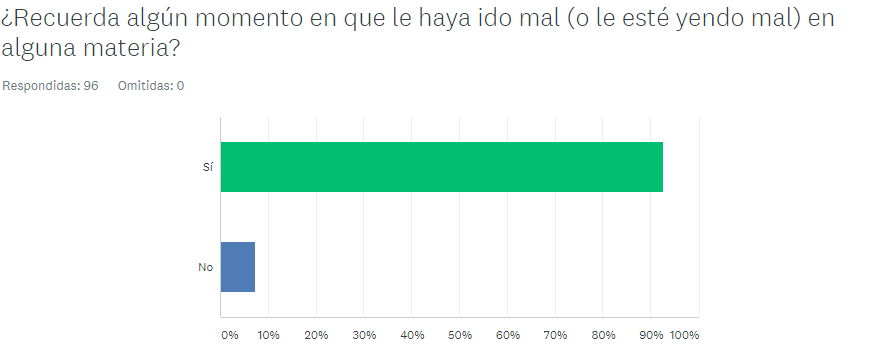 ¿Recuerda algún momento en que le haya ido mal (o le esté yendo mal) en
alguna materia?
Respondidas: 96 Omitidas: 0
Sí
No
0% 10% 20% 30% 40% 50% 60% 70% 80% 90% 100%